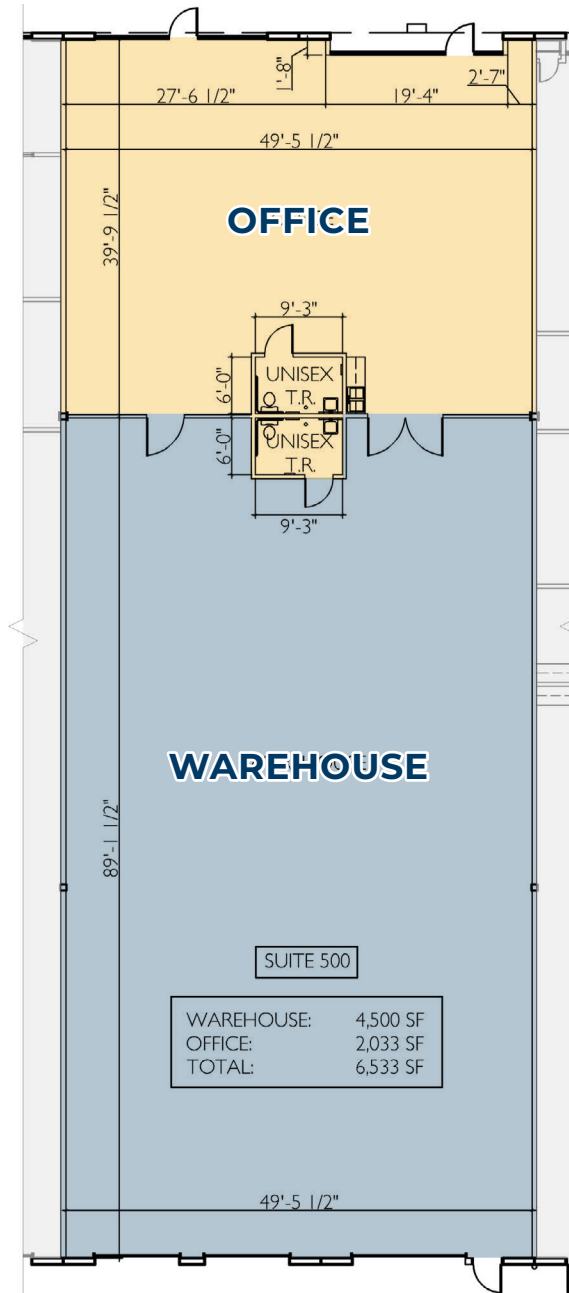 1'-8"
2'-7"
27'-6 1/2"
19'-4"
49'-5 1/2"
39'-9 1/2"
OFFICE
9'-3"
6'-0"
UNISEX
T.R.
6'-0"
UNISEX
T.R.
9'-3"
WAREHOUSE
89'-1 1/2"
SUITE 500
WAREHOUSE: 4,500 SF
OFFICE: 2,033 SF
TOTAL: 6,533 SF
49'-5 1/2"